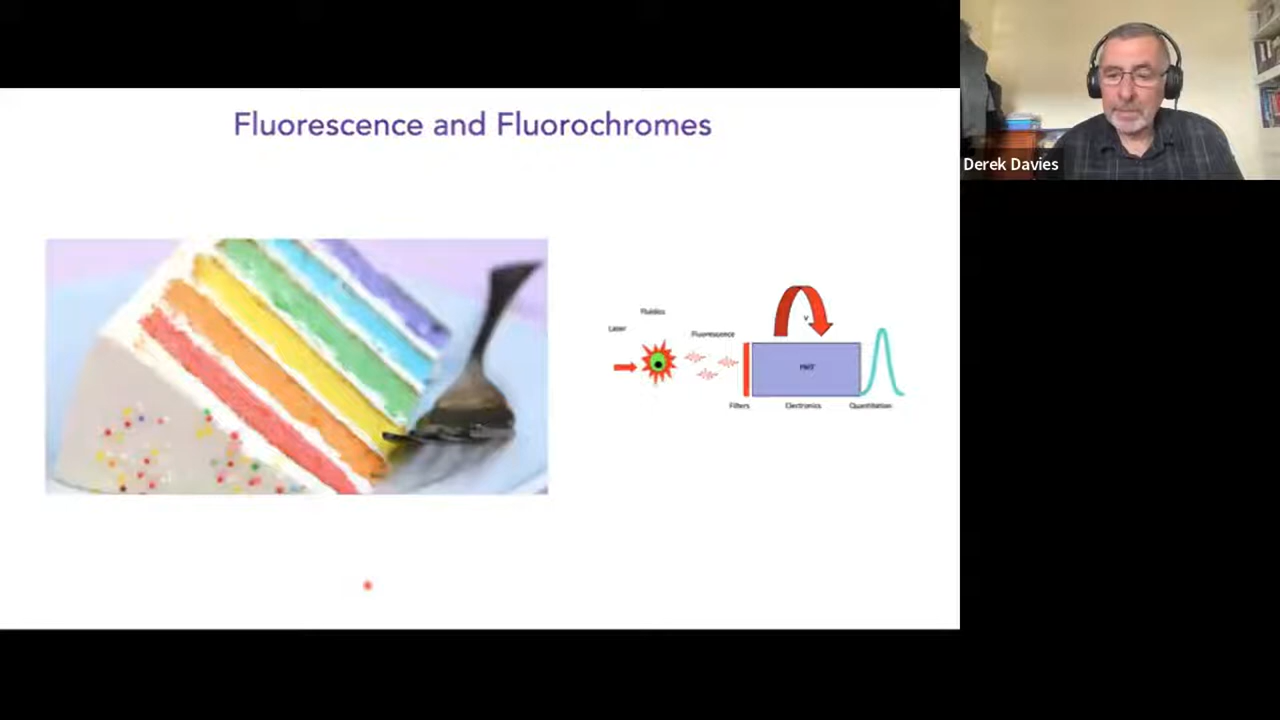 Fluorescence and Fluorochromes
Derek Davies
Fluidics
Laser
Fluorescence
V
PMT
Filters
Electronics
Quantitation